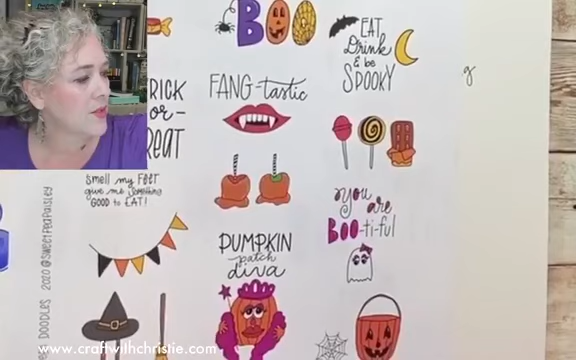 BOO
EAT
Drink
& be
SPOOKY
g
FANG-tastic
RICK
or-
REAT
Smell my FEET
give me something
GOOD to EAT!
you
are
BOO-ti-ful
PUMPKIN
patch
diva
DOODLES 2020 @SWEETPEAPAISLEY
www.craftwithchristie.com